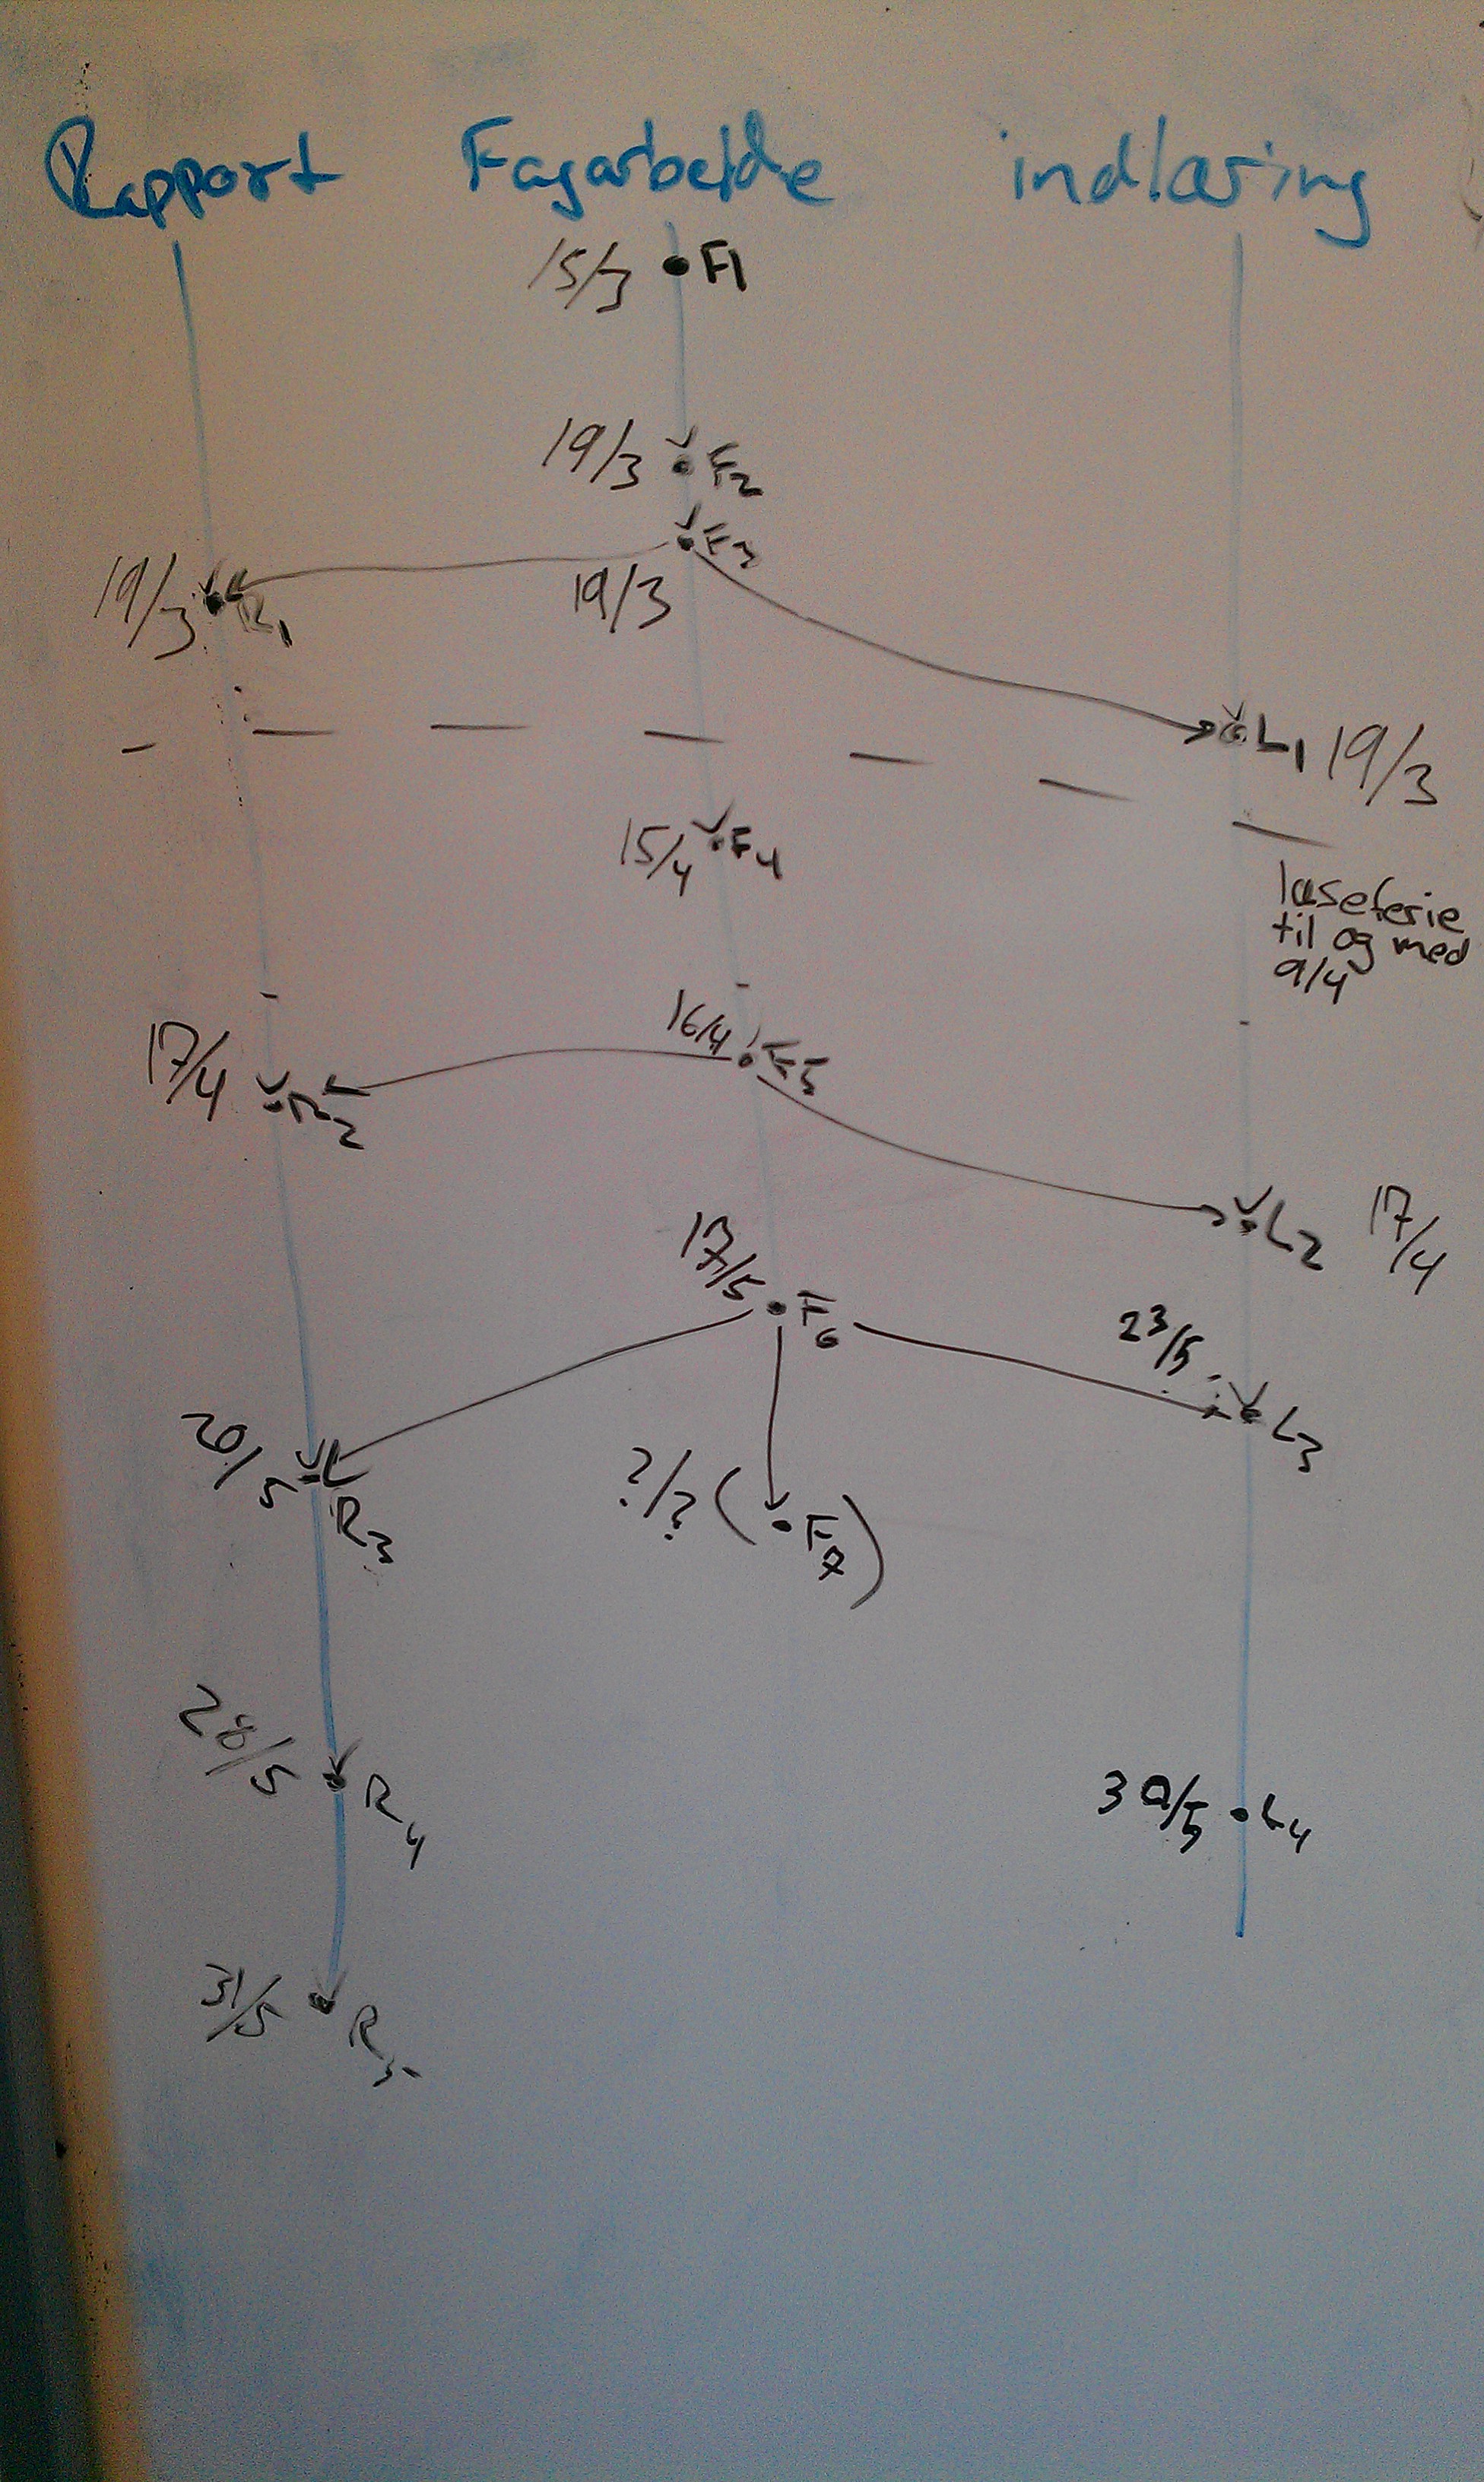 Rapport Fagarbejde indlæring
15/3 F1
19/3 F2
F3
19/3 R1 19/3
L1 19/3
15/4 F4
læseferie
til og med
9/4
16/4 F5
17/4 R2
L2 17/4
17/5 F6
23/5 L3
20/5 R3
?/? (F7)
28/5 R4
30/5 L4
31/5 R5